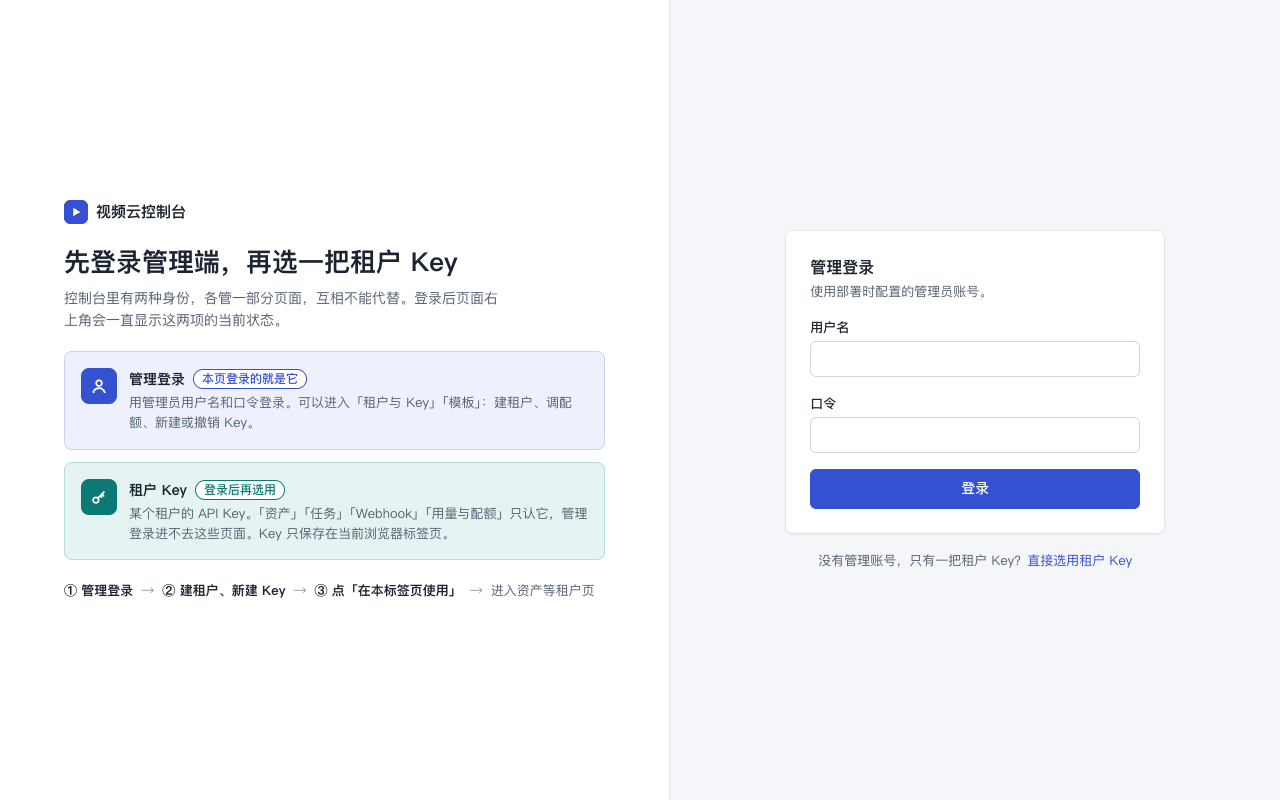 视频云控制台
先登录管理端，再选一把租户 Key
控制台里有两种身份，各管一部分页面，互相不能代替。登录后页面右
上角会一直显示这两项的当前状态。
管理登录 本页登录的就是它
用管理员用户名和口令登录。可以进入「租户与 Key」「模板」：建租户、调配
额、新建或撤销 Key。
租户 Key 登录后再选用
某个租户的 API Key。「资产」「任务」「Webhook」「用量与配额」只认它，管理
登录进不去这些页面。Key 只保存在当前浏览器标签页。
① 管理登录 → ② 建租户、新建 Key → ③ 点「在本标签页使用」 → 进入资产等租户页
管理登录
使用部署时配置的管理员账号。
用户名
口令
登录
没有管理账号，只有一把租户 Key？直接选用租户 Key